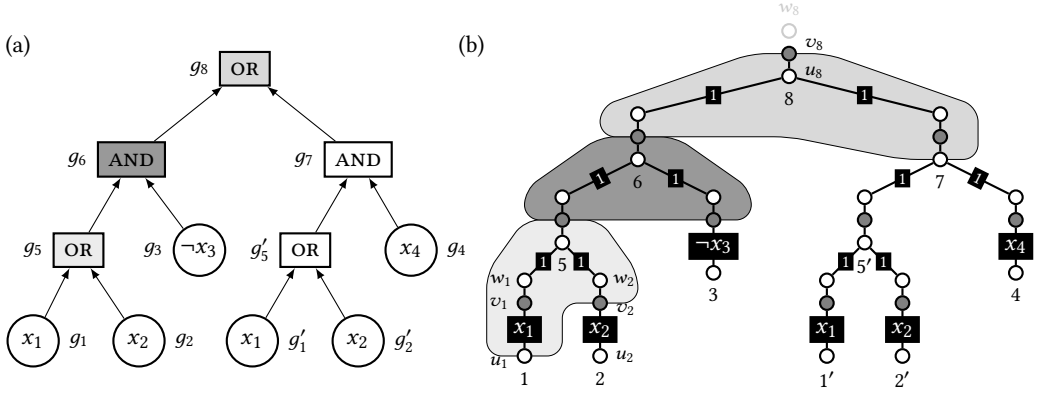 (a)
g8
OR
g6
AND
g7
AND
g5
OR
g3
¬x3
g′5
OR
x4
g4
x1
g1
x2
g2
x1
g′1
x2
g′2
(b)
w8
v8
u8
8
1
1
6
1
1
7
1
1
5
1
1
w1
w2
v1
v2
x1
x2
u1
u2
1
2
¬x3
3
5′
1
1
x1
x2
1′
2′
x4
4